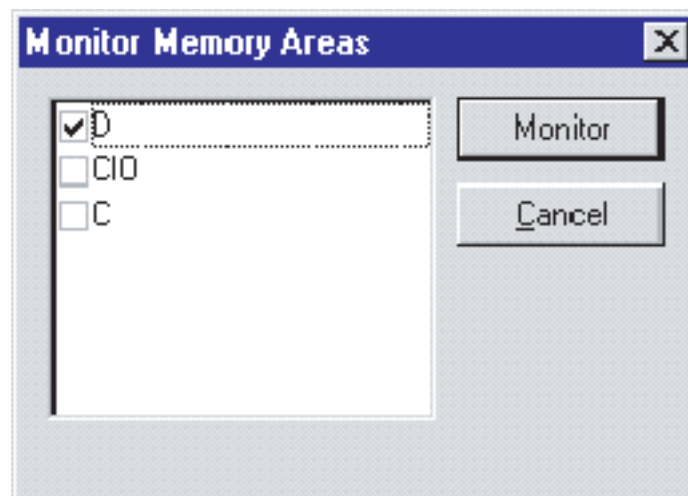 Monitor Memory Areas
D
CIO
C
Monitor
Cancel